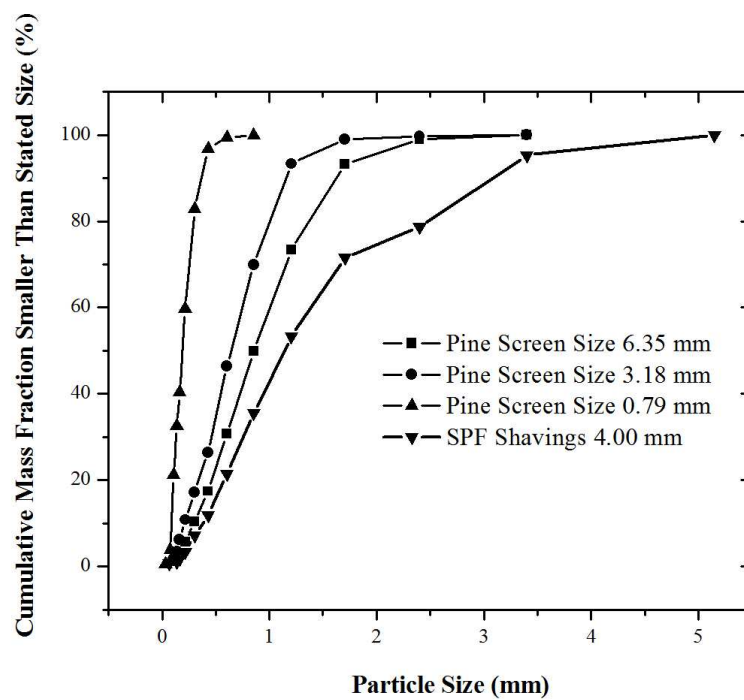 Cumulative Mass Fraction Smaller Than Stated Size (%)
100
80
60
40
20
0
Pine Screen Size 6.35 mm
Pine Screen Size 3.18 mm
Pine Screen Size 0.79 mm
SPF Shavings 4.00 mm
0 1 2 3 4 5
Particle Size (mm)